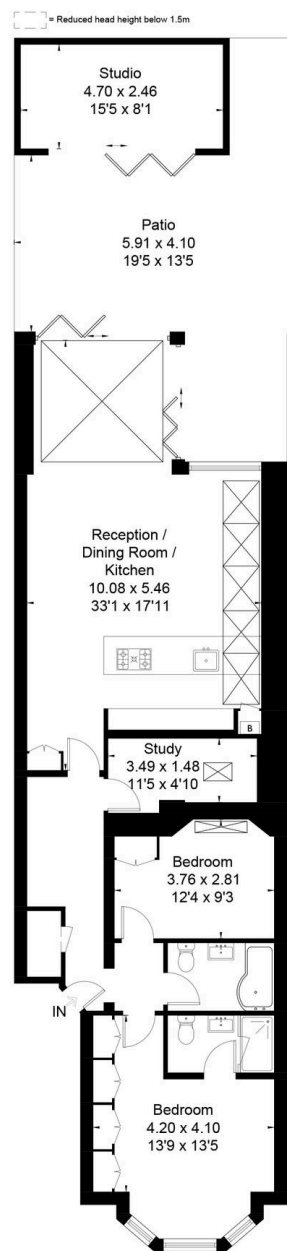 = Reduced head height below 1.5m
Studio
4.70 x 2.46
15'5 x 8'1
Patio
5.91 x 4.10
19'5 x 13'5
Reception /
Dining Room /
Kitchen
10.08 x 5.46
33'1 x 17'11
B
Study
3.49 x 1.48
11'5 x 4'10
Bedroom
3.76 x 2.81
12'4 x 9'3
IN
Bedroom
4.20 x 4.10
13'9 x 13'5